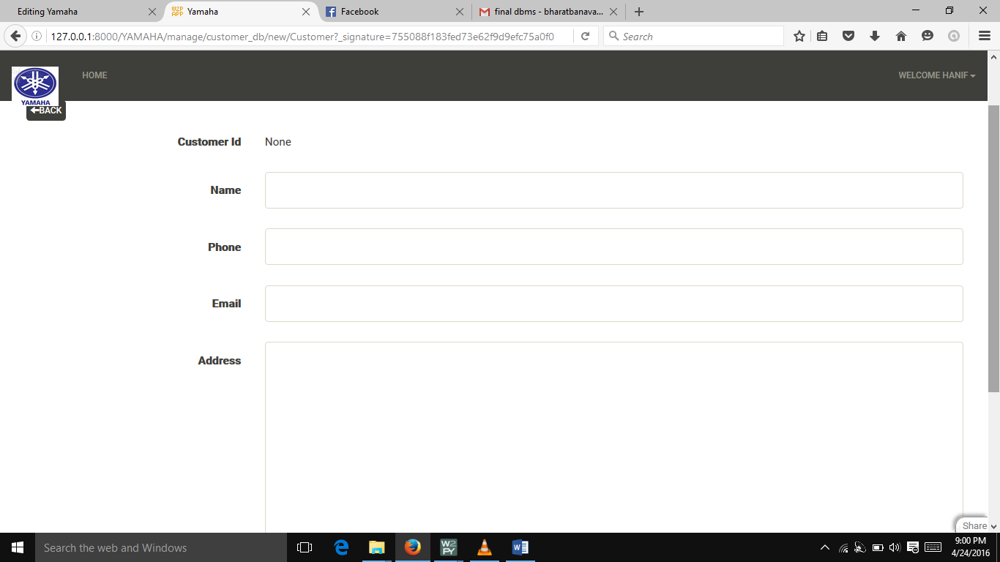 Editing Yamaha
W2P
Yamaha
Facebook
final dbms - bharatbanava...
127.0.0.1:8000/YAMAHA/manage/customer_db/new/Customer?_signature=755088f183fed73e62f9d9efc75a0f0
Search
YAMAHA
HOME
WELCOME HANIF
BACK
Customer Id
None
Name
Phone
Email
Address
Share
Search the web and Windows
W2
PY
9:00 PM
4/24/2016